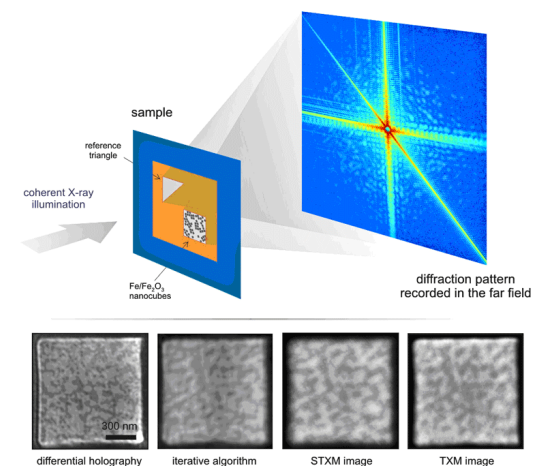 sample
reference
triangle
coherent X-ray
illumination
Fe/Fe₂O₃
nanocubes
diffraction pattern
recorded in the far field
300 nm
differential holography
iterative algorithm
STXM image
TXM image